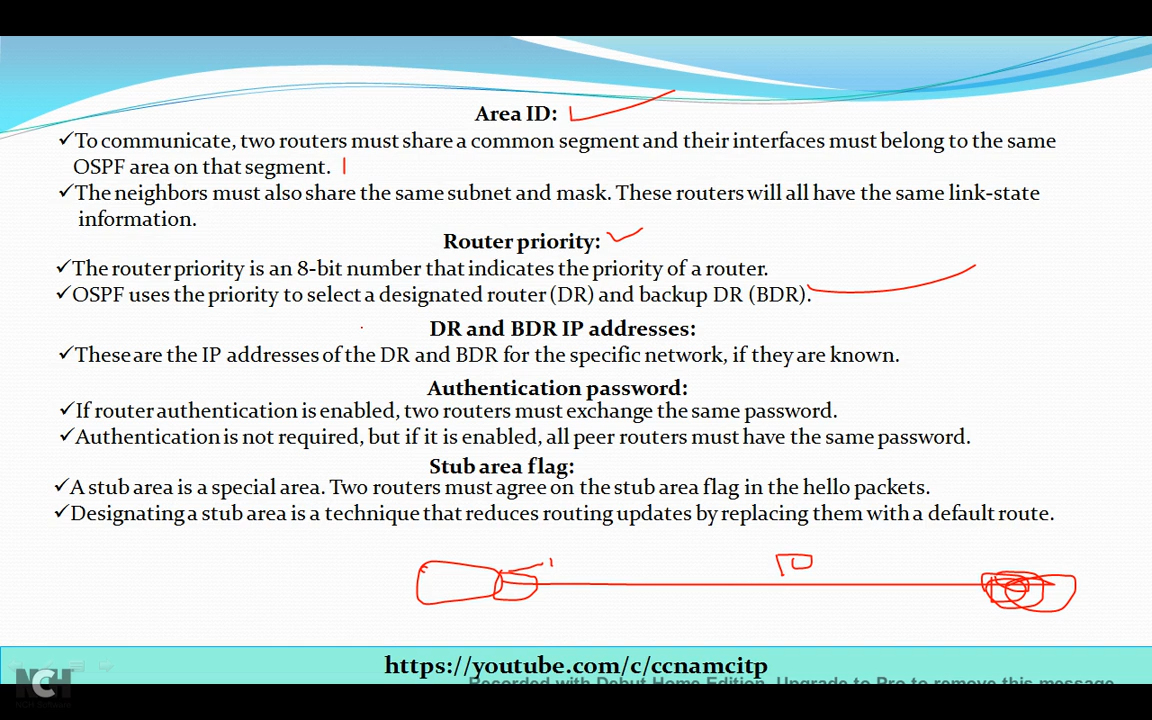 Area ID:
✓To communicate, two routers must share a common segment and their interfaces must belong to the same
OSPF area on that segment.
✓The neighbors must also share the same subnet and mask. These routers will all have the same link-state
information.
Router priority:
✓The router priority is an 8-bit number that indicates the priority of a router.
✓OSPF uses the priority to select a designated router (DR) and backup DR (BDR).
DR and BDR IP addresses:
✓These are the IP addresses of the DR and BDR for the specific network, if they are known.
Authentication password:
✓If router authentication is enabled, two routers must exchange the same password.
✓Authentication is not required, but if it is enabled, all peer routers must have the same password.
Stub area flag:
✓A stub area is a special area. Two routers must agree on the stub area flag in the hello packets.
✓Designating a stub area is a technique that reduces routing updates by replacing them with a default route.
https://youtube.com/c/ccnamcitp
Recorded with Debut Home Edition. Upgrade to Pro to remove this message
NCH
NCH Software